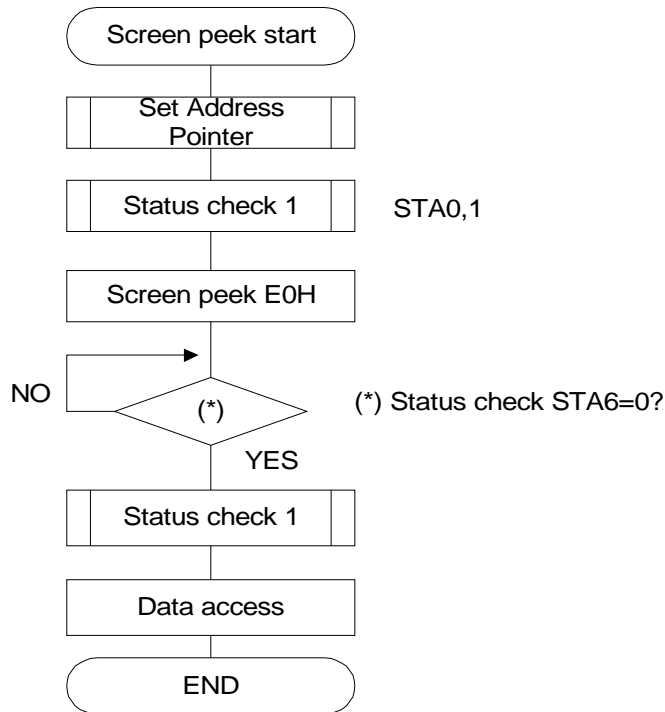 Screen peek start
Set Address
Pointer
Status check 1
STA0,1
Screen peek E0H
NO
(*)
(*) Status check STA6=0?
YES
Status check 1
Data access
END